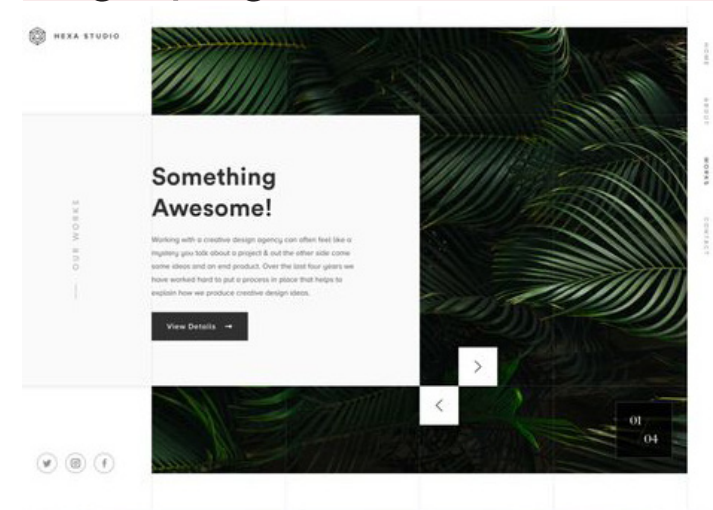 HEXA STUDIO
HOME
ABOUT
WORKS
CONTACT
OUR WORKS
Something
Awesome!
Working with a creative design agency can often feel like a
mystery you talk about a project & out the other side come
some ideas and an end product. Over the last four years we
have worked hard to put a process in place that helps to
explain how we produce creative design ideas.
View Details →
01
04